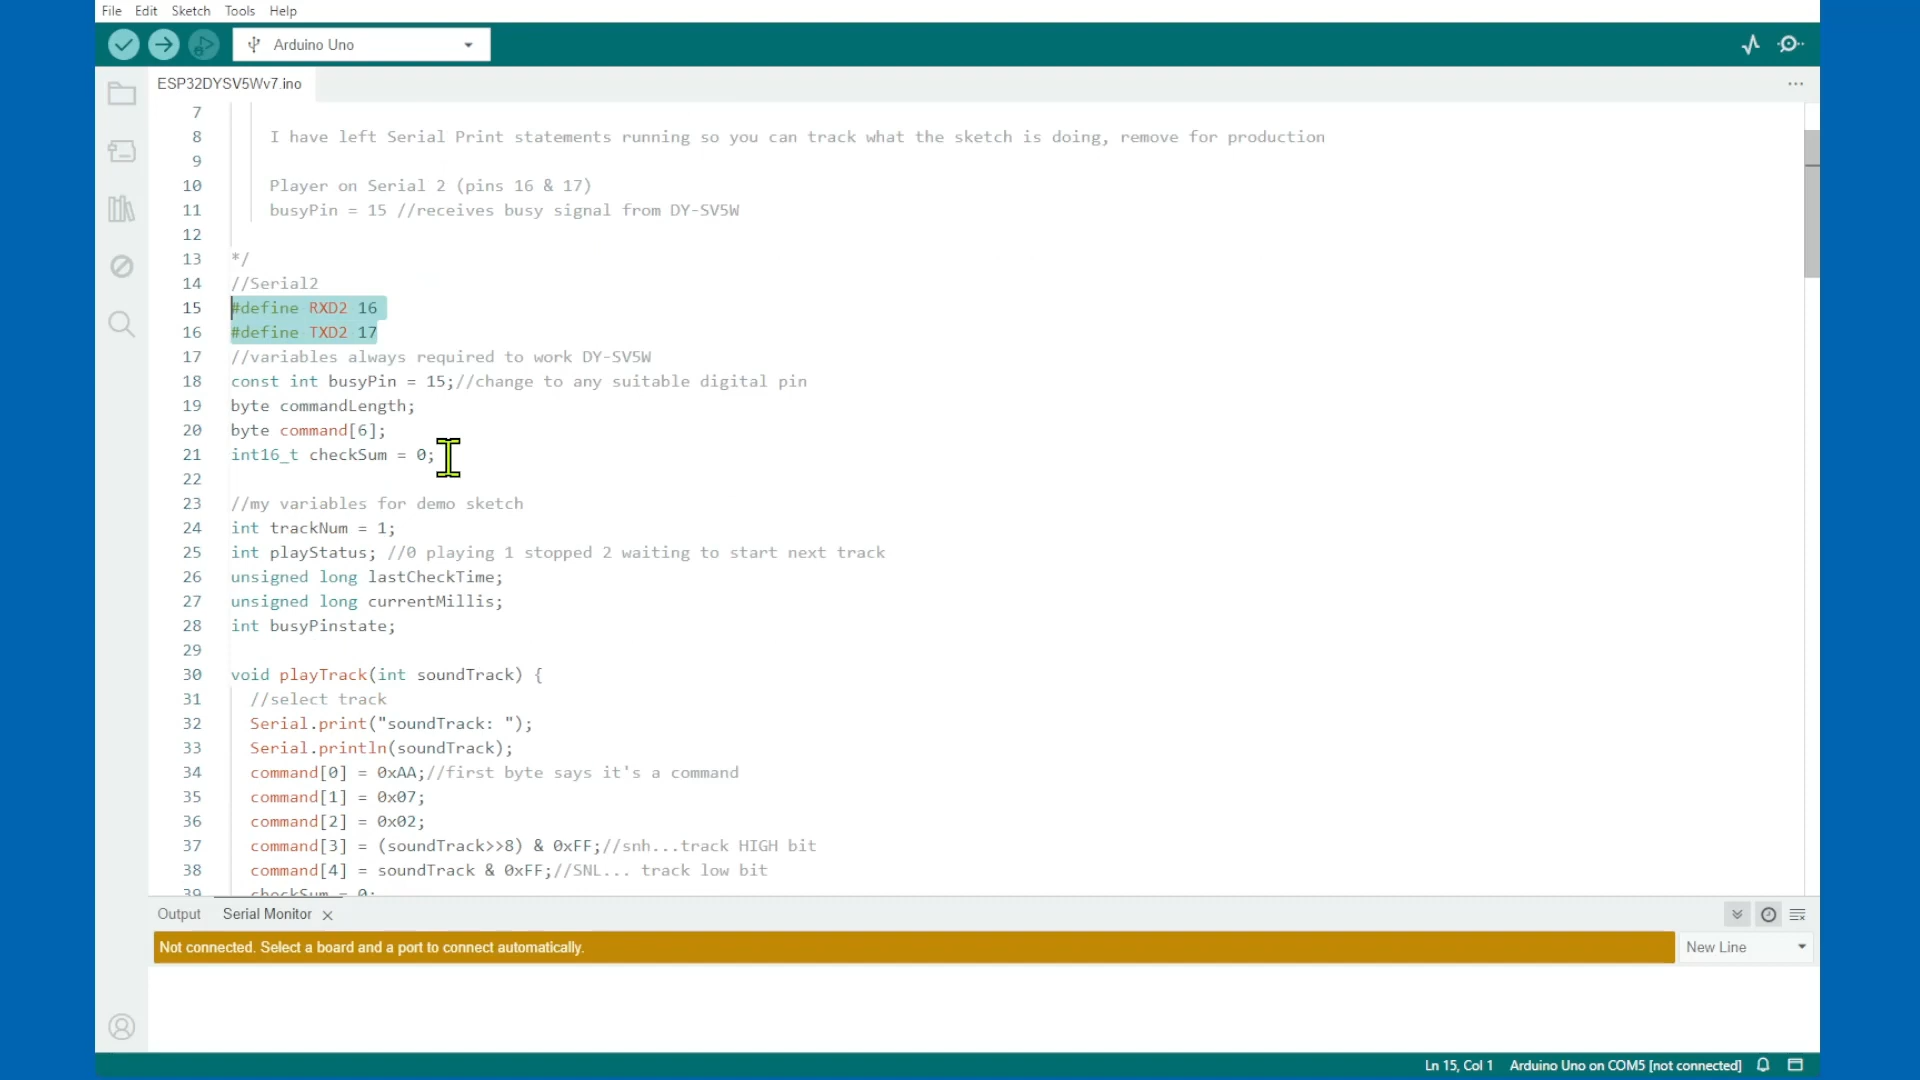 File Edit Sketch Tools Help
Arduino Uno
ESP32DYSV5Wv7.ino
7
8 I have left Serial Print statements running so you can track what the sketch is doing, remove for production
9
10 Player on Serial 2 (pins 16 & 17)
11 busyPin = 15 //receives busy signal from DY-SV5W
12
13 */
14 //Serial2
15 #define RXD2 16
16 #define TXD2 17
17 //variables always required to work DY-SV5W
18 const int busyPin = 15;//change to any suitable digital pin
19 byte commandLength;
20 byte command[6];
21 int16_t checkSum = 0;
22
23 //my variables for demo sketch
24 int trackNum = 1;
25 int playStatus; //0 playing 1 stopped 2 waiting to start next track
26 unsigned long lastCheckTime;
27 unsigned long currentMillis;
28 int busyPinstate;
29
30 void playTrack(int soundTrack) {
31 //select track
32 Serial.print("soundTrack: ");
33 Serial.println(soundTrack);
34 command[0] = 0xAA;//first byte says it's a command
35 command[1] = 0x07;
36 command[2] = 0x02;
37 command[3] = (soundTrack>>8) & 0xFF;//snh...track HIGH bit
38 command[4] = soundTrack & 0xFF;//SNL... track low bit
39 checkSum = 0;
Output Serial Monitor
Not connected. Select a board and a port to connect automatically.
New Line
Ln 15, Col 1 Arduino Uno on COM5 [not connected]